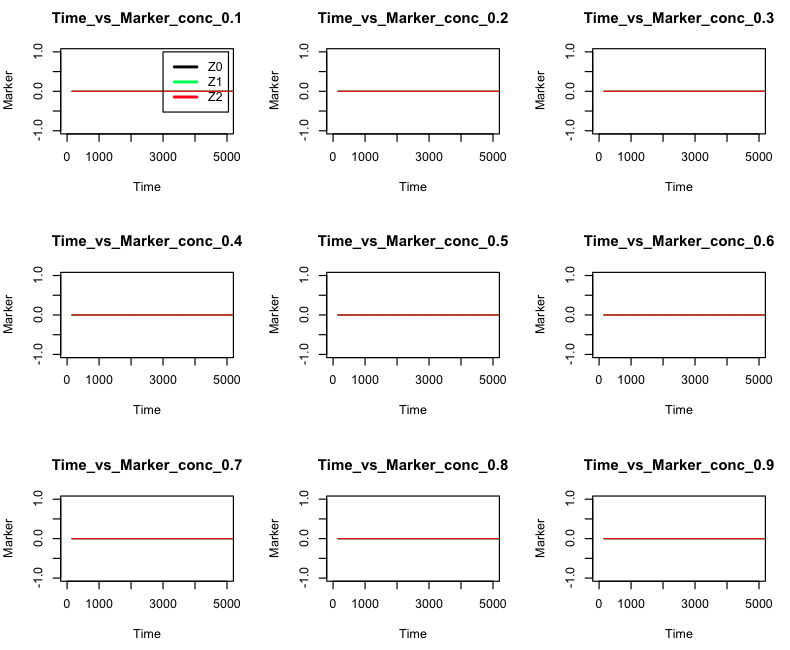 Time_vs_Marker_conc_0.1
Marker
1.0
0.0
-1.0
Z0
Z1
Z2
0 1000 3000 5000
Time
Time_vs_Marker_conc_0.2
Marker
1.0
0.0
-1.0
0 1000 3000 5000
Time
Time_vs_Marker_conc_0.3
Marker
1.0
0.0
-1.0
0 1000 3000 5000
Time
Time_vs_Marker_conc_0.4
Marker
1.0
0.0
-1.0
0 1000 3000 5000
Time
Time_vs_Marker_conc_0.5
Marker
1.0
0.0
-1.0
0 1000 3000 5000
Time
Time_vs_Marker_conc_0.6
Marker
1.0
0.0
-1.0
0 1000 3000 5000
Time
Time_vs_Marker_conc_0.7
Marker
1.0
0.0
-1.0
0 1000 3000 5000
Time
Time_vs_Marker_conc_0.8
Marker
1.0
0.0
-1.0
0 1000 3000 5000
Time
Time_vs_Marker_conc_0.9
Marker
1.0
0.0
-1.0
0 1000 3000 5000
Time